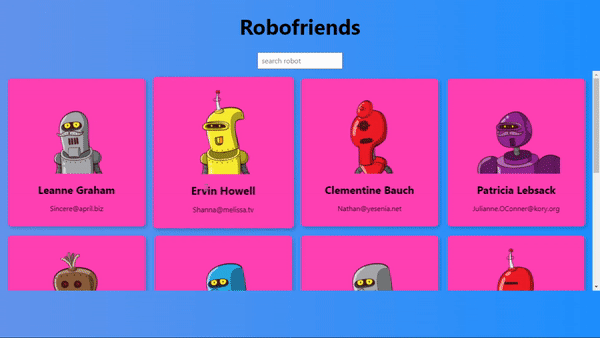 Robofriends
search robot
Leanne Graham
Ervin Howell
Clementine Bauch
Patricia Lebsack
Sincere@april.biz
Shanna@melissa.tv
Nathan@yesenia.net
Julianne.OConner@kory.org